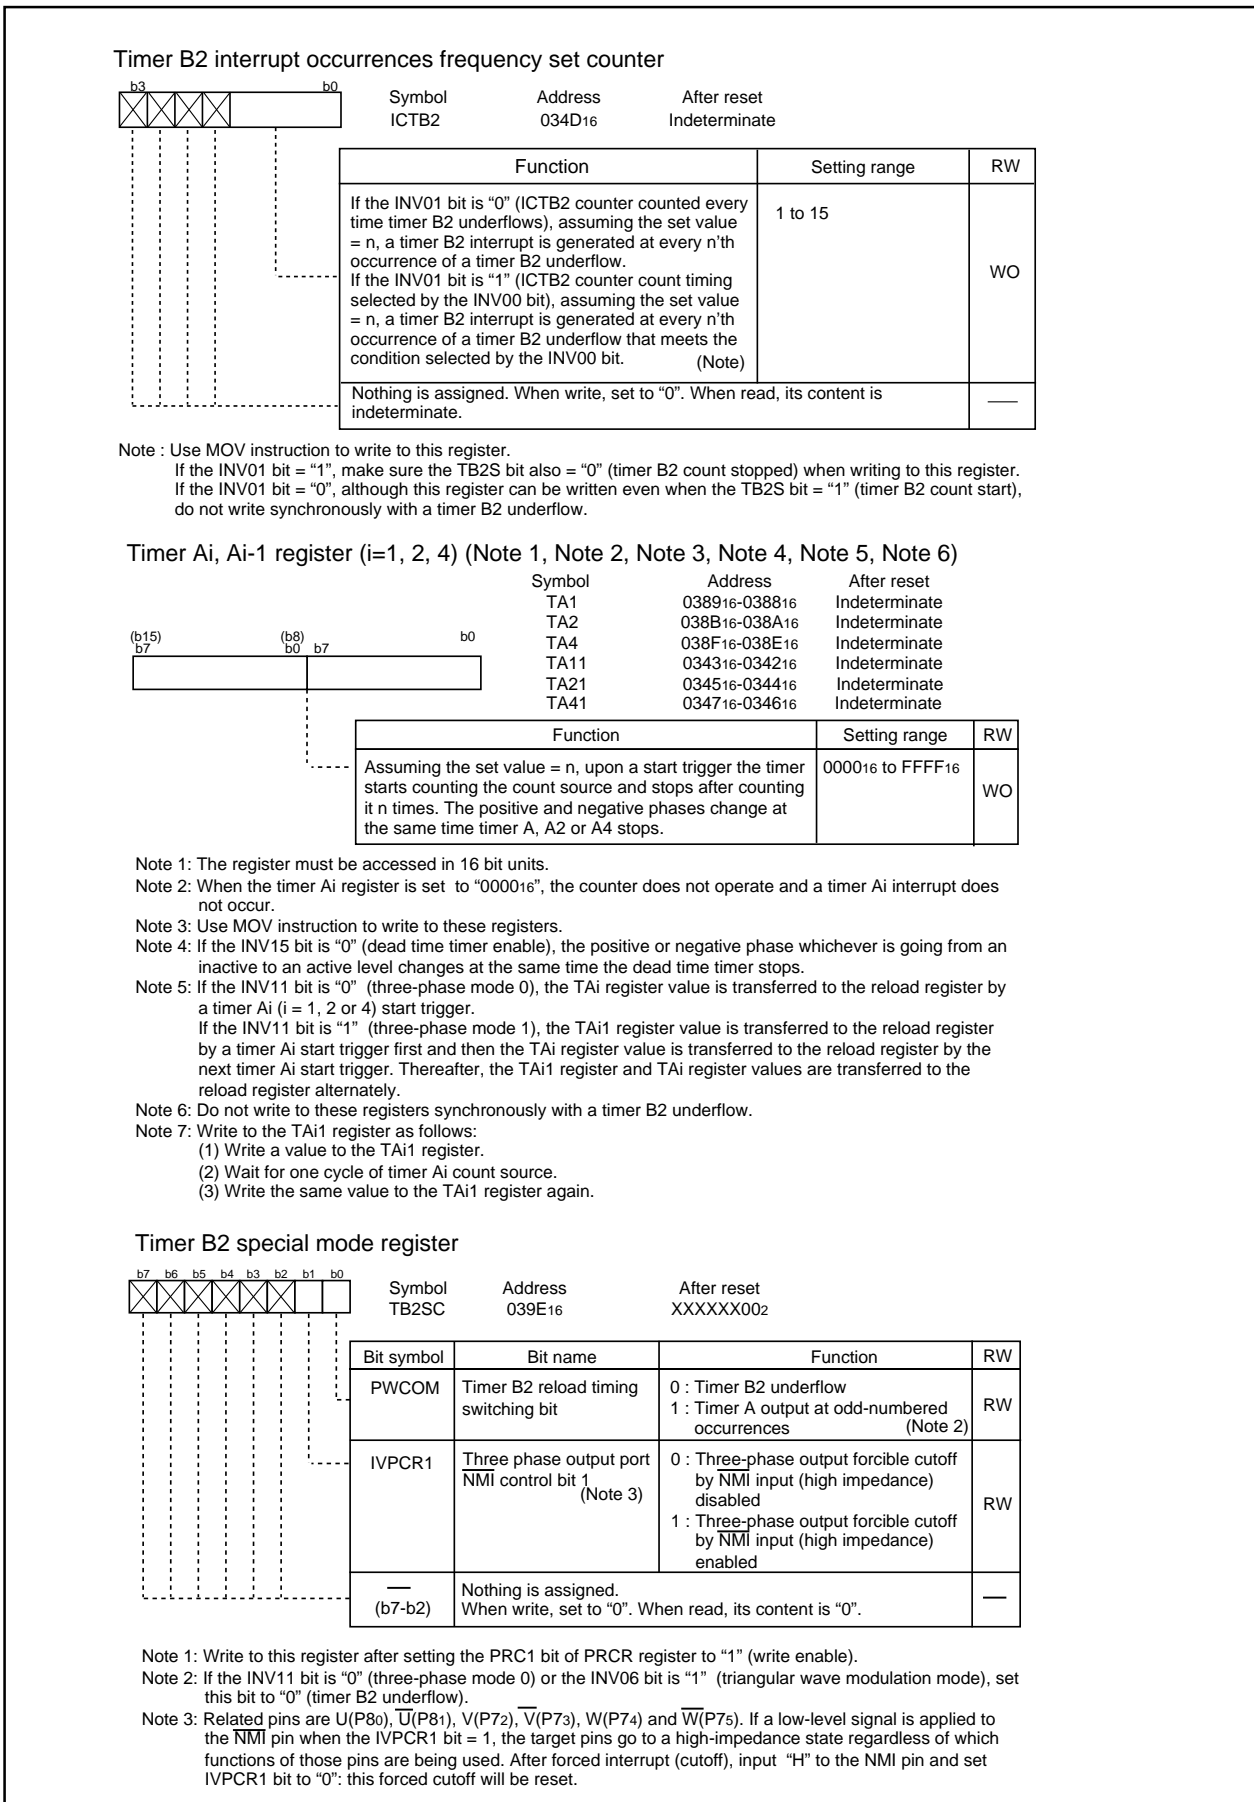 Timer B2 interrupt occurrences frequency set counter
b3 b0
Symbol Address After reset
ICTB2 034D16 Indeterminate
Function Setting range RW
If the INV01 bit is “0” (ICTB2 counter counted every
time timer B2 underflows), assuming the set value
= n, a timer B2 interrupt is generated at every n’th
occurrence of a timer B2 underflow.
If the INV01 bit is “1” (ICTB2 counter count timing
selected by the INV00 bit), assuming the set value
= n, a timer B2 interrupt is generated at every n’th
occurrence of a timer B2 underflow that meets the
condition selected by the INV00 bit. (Note)
1 to 15
WO
Nothing is assigned. When write, set to “0”. When read, its content is
indeterminate.
Note : Use MOV instruction to write to this register.
If the INV01 bit = “1”, make sure the TB2S bit also = “0” (timer B2 count stopped) when writing to this register.
If the INV01 bit = “0”, although this register can be written even when the TB2S bit = “1” (timer B2 count start),
do not write synchronously with a timer B2 underflow.
Timer Ai, Ai-1 register (i=1, 2, 4) (Note 1, Note 2, Note 3, Note 4, Note 5, Note 6)
Symbol Address After reset
TA1 038916-038816 Indeterminate
TA2 038B16-038A16 Indeterminate
TA4 038F16-038E16 Indeterminate
TA11 034316-034216 Indeterminate
TA21 034516-034416 Indeterminate
TA41 034716-034616 Indeterminate
(b15) (b8)
b7 b0 b7 b0
Function Setting range RW
Assuming the set value = n, upon a start trigger the timer
starts counting the count source and stops after counting
it n times. The positive and negative phases change at
the same time timer A, A2 or A4 stops.
000016 to FFFF16
WO
Note 1: The register must be accessed in 16 bit units.
Note 2: When the timer Ai register is set to “000016”, the counter does not operate and a timer Ai interrupt does
not occur.
Note 3: Use MOV instruction to write to these registers.
Note 4: If the INV15 bit is “0” (dead time timer enable), the positive or negative phase whichever is going from an
inactive to an active level changes at the same time the dead time timer stops.
Note 5: If the INV11 bit is “0” (three-phase mode 0), the TAi register value is transferred to the reload register by
a timer Ai (i = 1, 2 or 4) start trigger.
If the INV11 bit is “1” (three-phase mode 1), the TAi1 register value is transferred to the reload register
by a timer Ai start trigger first and then the TAi register value is transferred to the reload register by the
next timer Ai start trigger. Thereafter, the TAi1 register and TAi register values are transferred to the
reload register alternately.
Note 6: Do not write to these registers synchronously with a timer B2 underflow.
Note 7: Write to the TAi1 register as follows:
(1) Write a value to the TAi1 register.
(2) Wait for one cycle of timer Ai count source.
(3) Write the same value to the TAi1 register again.
Timer B2 special mode register
b7 b6 b5 b4 b3 b2 b1 b0
Symbol Address After reset
TB2SC 039E16 XXXXXX002
Bit symbol Bit name Function RW
PWCOM
Timer B2 reload timing
switching bit
0 : Timer B2 underflow
1 : Timer A output at odd-numbered
occurrences (Note 2)
RW
IVPCR1
Three phase output port
NMI control bit 1
(Note 3)
0 : Three-phase output forcible cutoff
by NMI input (high impedance)
disabled
1 : Three-phase output forcible cutoff
by NMI input (high impedance)
enabled
RW
(b7-b2)
Nothing is assigned.
When write, set to “0”. When read, its content is “0”.
Note 1: Write to this register after setting the PRC1 bit of PRCR register to “1” (write enable).
Note 2: If the INV11 bit is “0” (three-phase mode 0) or the INV06 bit is “1” (triangular wave modulation mode), set
this bit to “0” (timer B2 underflow).
Note 3: Related pins are U(P80), U(P81), V(P72), V(P73), W(P74) and W(P75). If a low-level signal is applied to
the NMI pin when the IVPCR1 bit = 1, the target pins go to a high-impedance state regardless of which
functions of those pins are being used. After forced interrupt (cutoff), input “H” to the NMI pin and set
IVPCR1 bit to “0”: this forced cutoff will be reset.